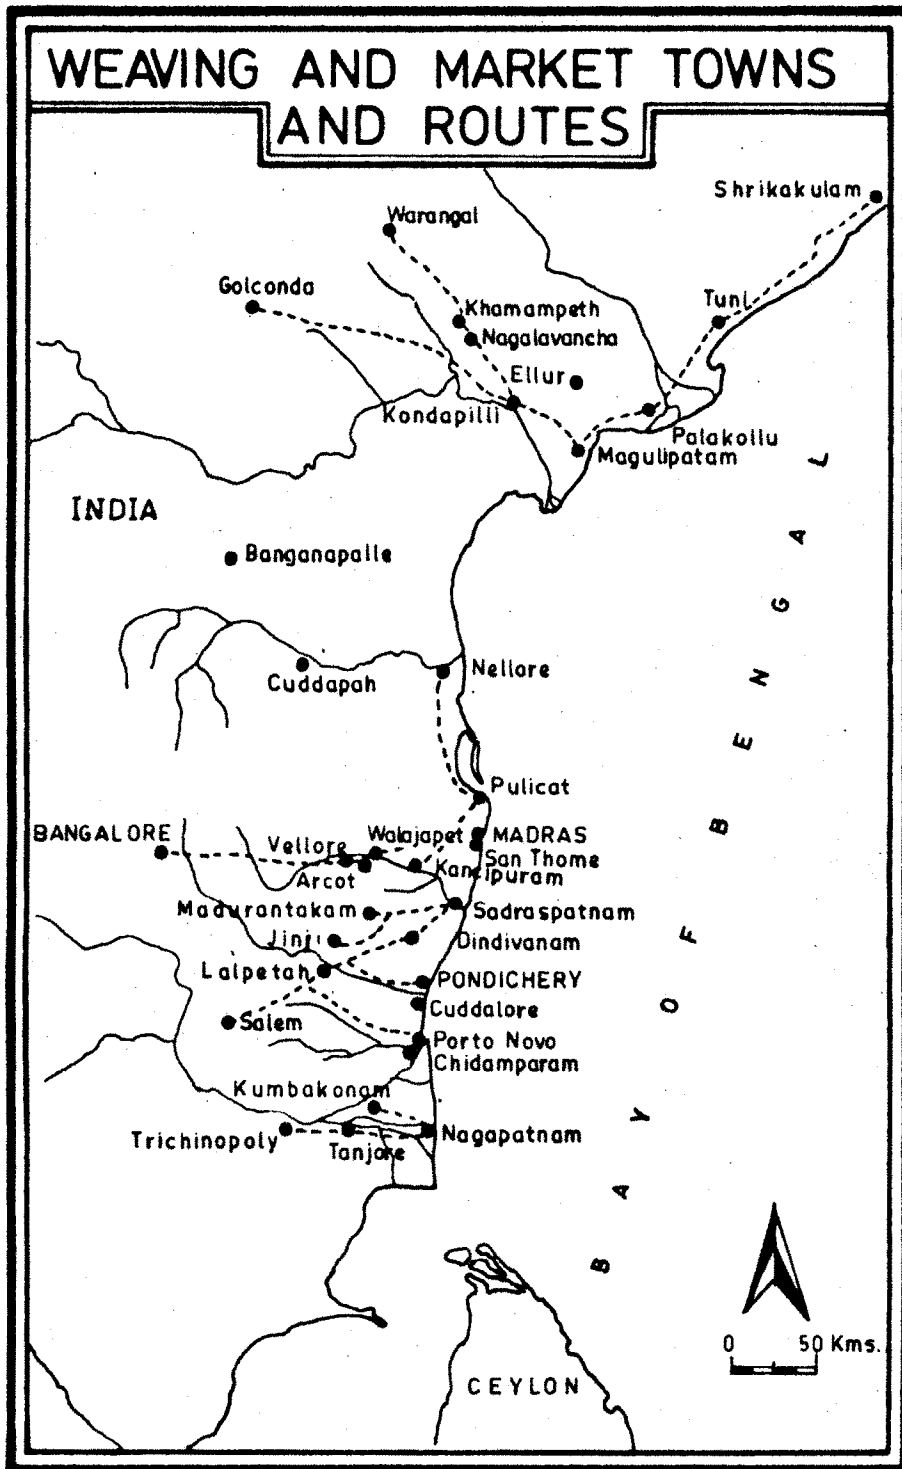 WEAVING AND MARKET TOWNS
AND ROUTES
Shrikakulam
Warangal
Golconda
Tuni
Khamampeth
Nagalavancha
Ellur
Kondapilli
Palakollu
Magulipatam
INDIA
Banganapalle
Nellore
Cuddapah
Pulicat
BANGALORE
Walajapet
MADRAS
Vellore
San Thome
Arcot
Kancipuram
Madurantakam
Sadraspatnam
Jinji
Dindivanam
Lalpetah
PONDICHERY
Cuddalore
Salem
Porto Novo
Chidamparam
Kumbakonam
Trichinopoly
Tanjore
Nagapatnam
BAY OF BENGAL
0 50 Kms.
CEYLON